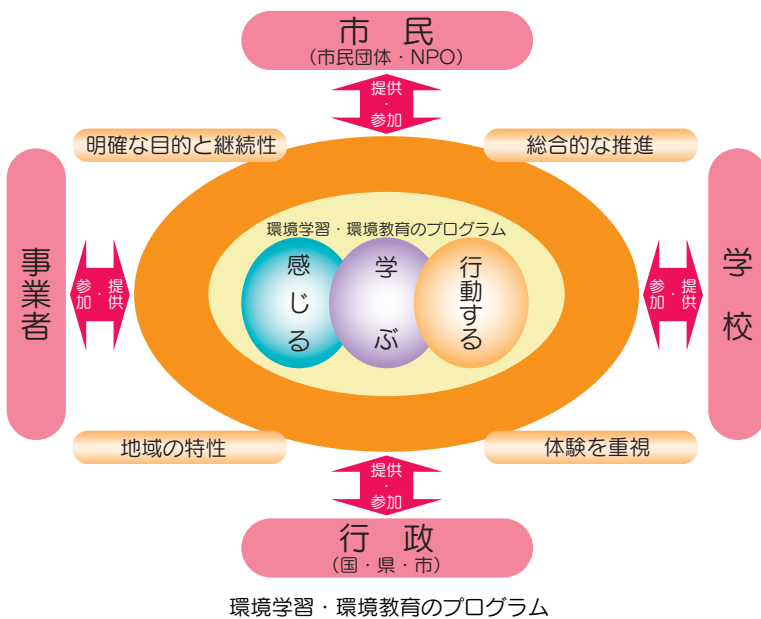 市 民
（市民団体・NPO）
提供
・
参加
明確な目的と継続性
総合的な推進
環境学習・環境教育のプログラム
感じる
学ぶ
行動する
事業者
提供・参加
学校
提供・参加
地域の特性
体験を重視
提供
・
参加
行 政
（国・県・市）
環境学習・環境教育のプログラム